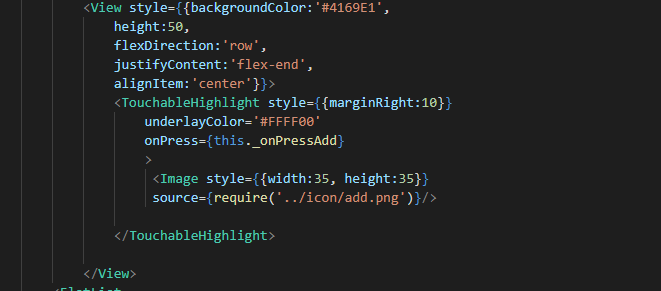 <View style={{backgroundColor:'#4169E1',
height:50,
flexDirection:'row',
justifyContent:'flex-end',
alignItem:'center'}}>
<TouchableHighlight style={{marginRight:10}}
underlayColor='#FFFF00'
onPress={this._onPressAdd}
>
<Image style={{width:35, height:35}}
source={require('../icon/add.png')}/>
</TouchableHighlight>
</View>
<FlatList